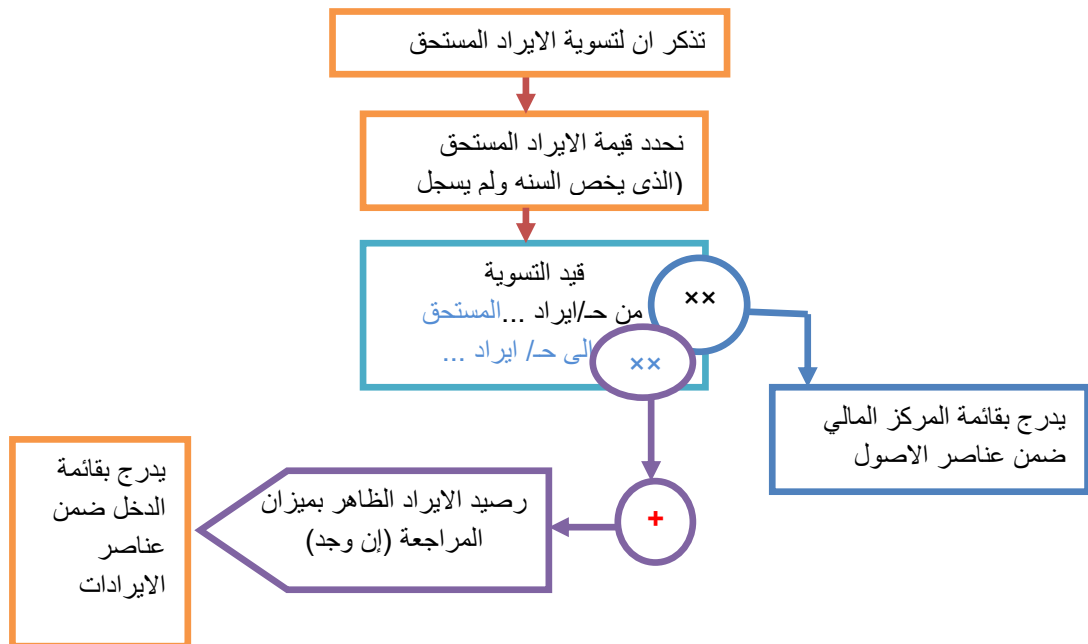 تذكر ان لتسوية الايراد المستحق
نحدد قيمة الايراد المستحق
(الذى يخص السنه ولم يسجل
قيد التسوية
×× من حـ/ايراد ...المستحق
×× الى حـ/ ايراد ...
يدرج بقائمة المركز المالي
ضمن عناصر الاصول
+
رصيد الايراد الظاهر بميزان
المراجعة (إن وجد)
يدرج بقائمة
الدخل ضمن
عناصر
الايرادات